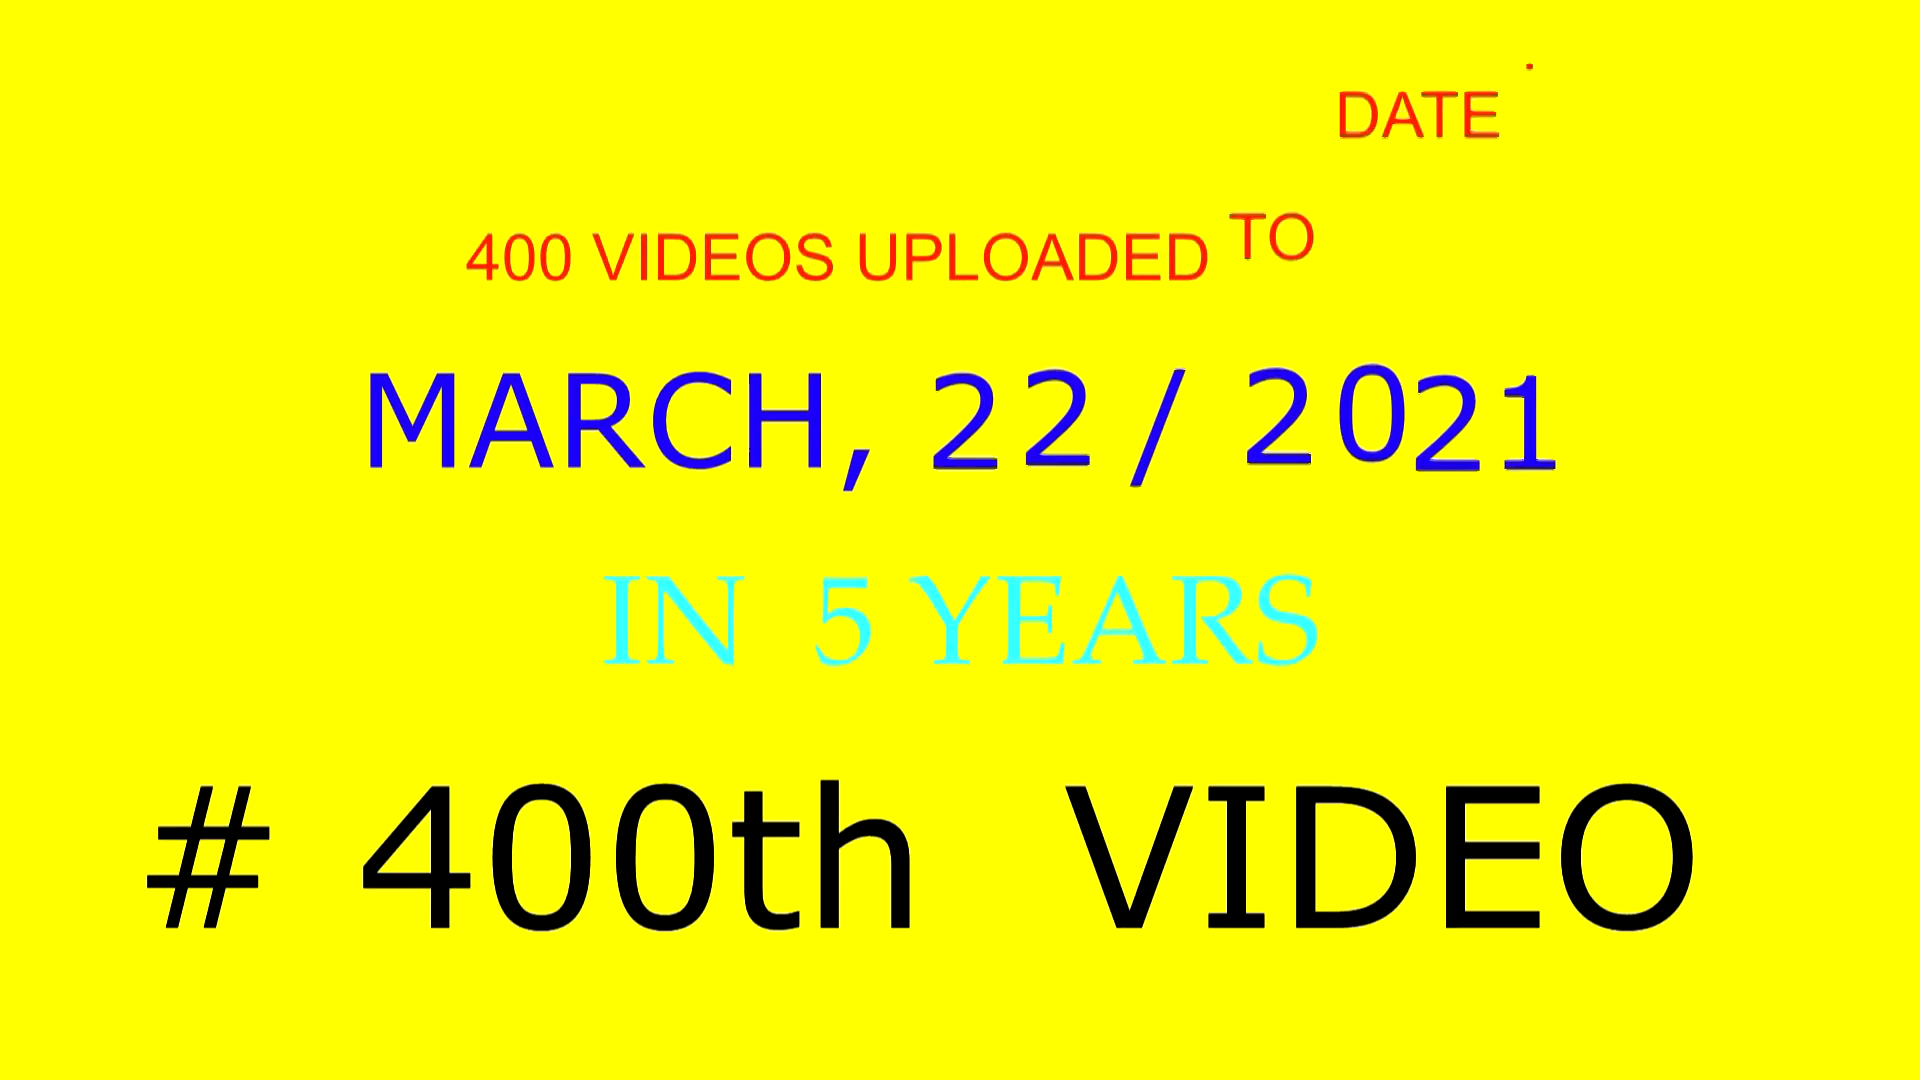 400 VIDEOS UPLOADED TO DATE .
MARCH, 22 / 2021
IN 5 YEARS
# 400th VIDEO